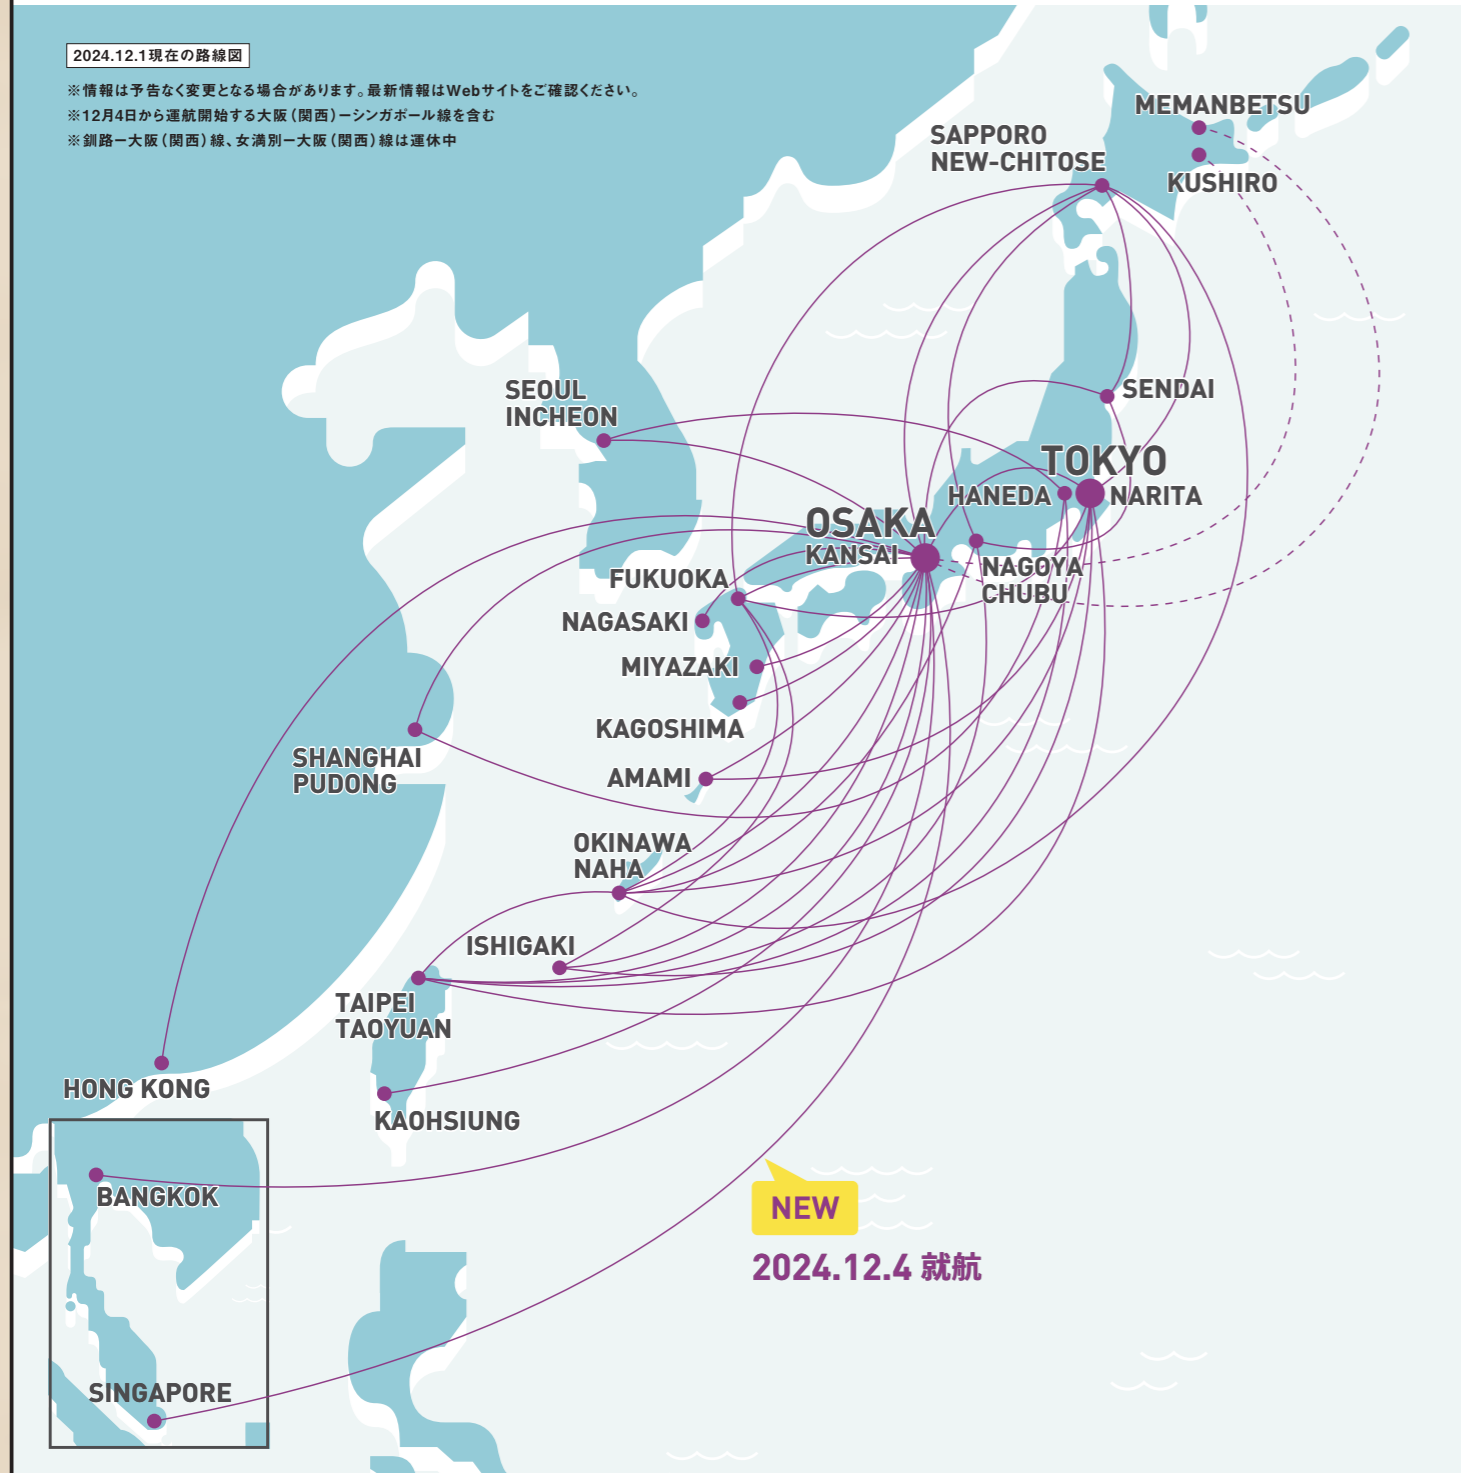 2024.12.1現在の路線図
※情報は予告なく変更となる場合があります。最新情報はWebサイトをご確認ください。
※12月4日から運航開始する大阪（関西）ーシンガポール線を含む
※釧路ー大阪（関西）線、女満別ー大阪（関西）線は運休中
MEMANBETSU
SAPPORO
NEW-CHITOSE
KUSHIRO
SEOUL
INCHEON
SENDAI
TOKYO
HANEDA
NARITA
OSAKA
KANSAI
NAGOYA
CHUBU
FUKUOKA
NAGASAKI
MIYAZAKI
KAGOSHIMA
SHANGHAI
PUDONG
AMAMI
OKINAWA
NAHA
ISHIGAKI
TAIPEI
TAOYUAN
HONG KONG
KAOHSIUNG
BANGKOK
NEW
2024.12.4 就航
SINGAPORE